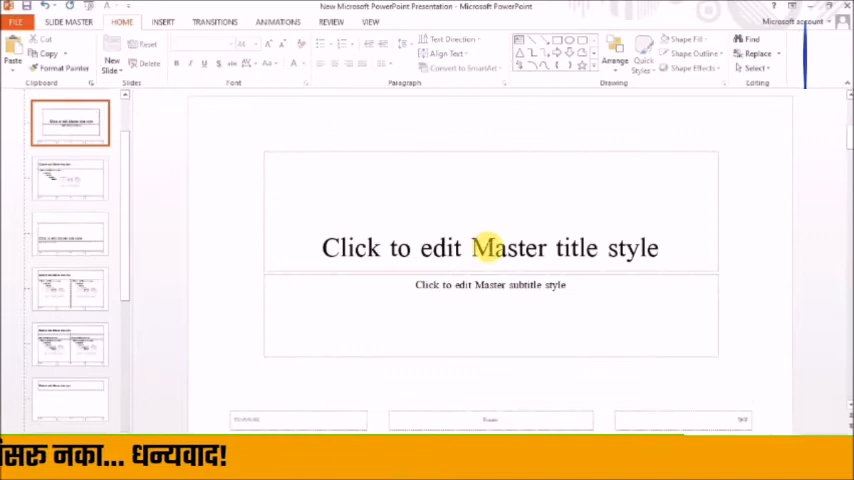 New Microsoft PowerPoint Presentation - Microsoft PowerPoint
FILE SLIDE MASTER HOME INSERT TRANSITIONS ANIMATIONS REVIEW VIEW Microsoft account
Paste
Cut
Copy
Format Painter
Clipboard
New Slide
Reset
Delete
Slides
Font
Text Direction
Align Text
Convert to SmartArt
Paragraph
Arrange
Quick Styles
Shape Fill
Shape Outline
Shape Effects
Drawing
Find
Replace
Select
Editing
Click to edit Master title style
Click to edit Master subtitle style
Footer
नका... धन्यवाद!